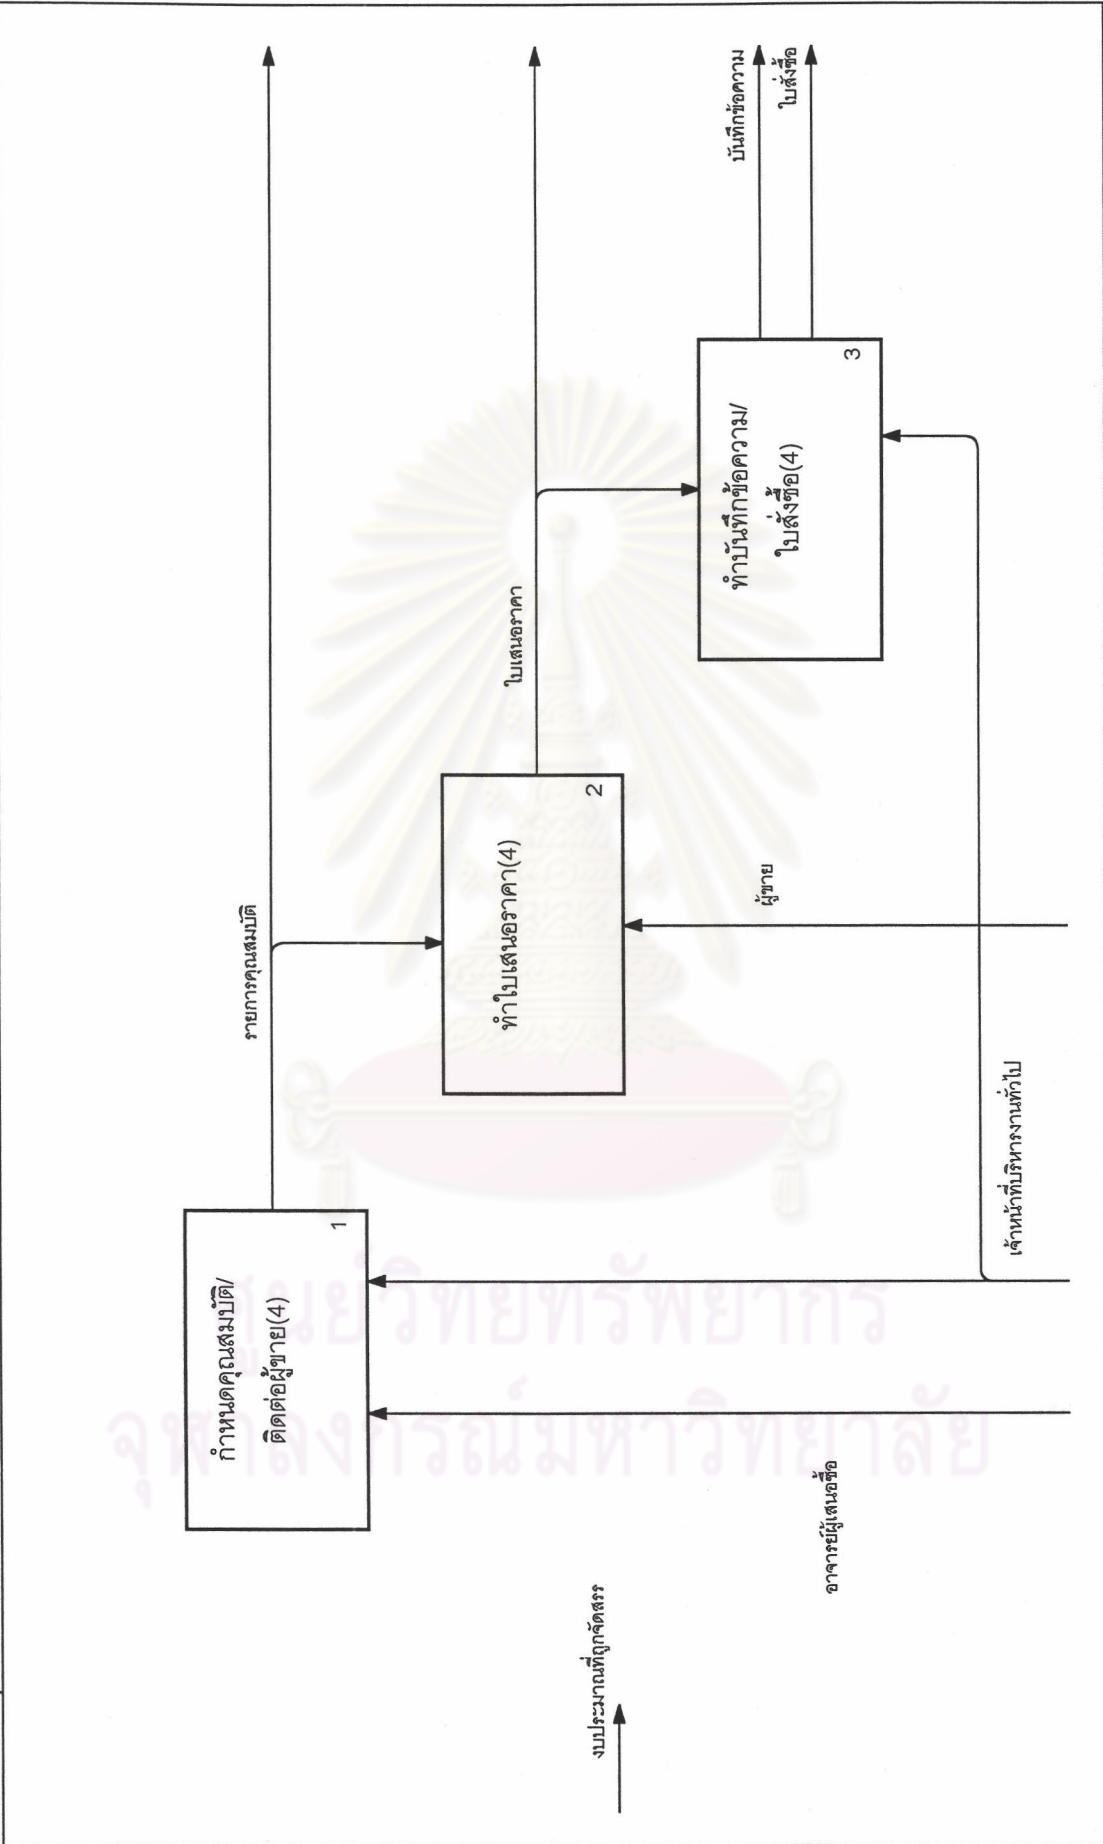 กำหนดคุณสมบัติ/
ติดต่อผู้ขาย(4)
1
รายการคุณสมบัติ
ทำใบเสนอราคา(4)
2
ใบเสนอราคา
ทำบันทึกข้อความ/
ใบสั่งซื้อ(4)
3
บันทึกข้อความ
ใบสั่งซื้อ
งบประมาณที่ถูกจัดสรร
อาจารย์ผู้เสนอซื้อ
เจ้าหน้าที่บริหารงานทั่วไป
ผู้ขาย
ศูนย์วิทยทรัพยากร
จุฬาลงกรณ์มหาวิทยาลัย